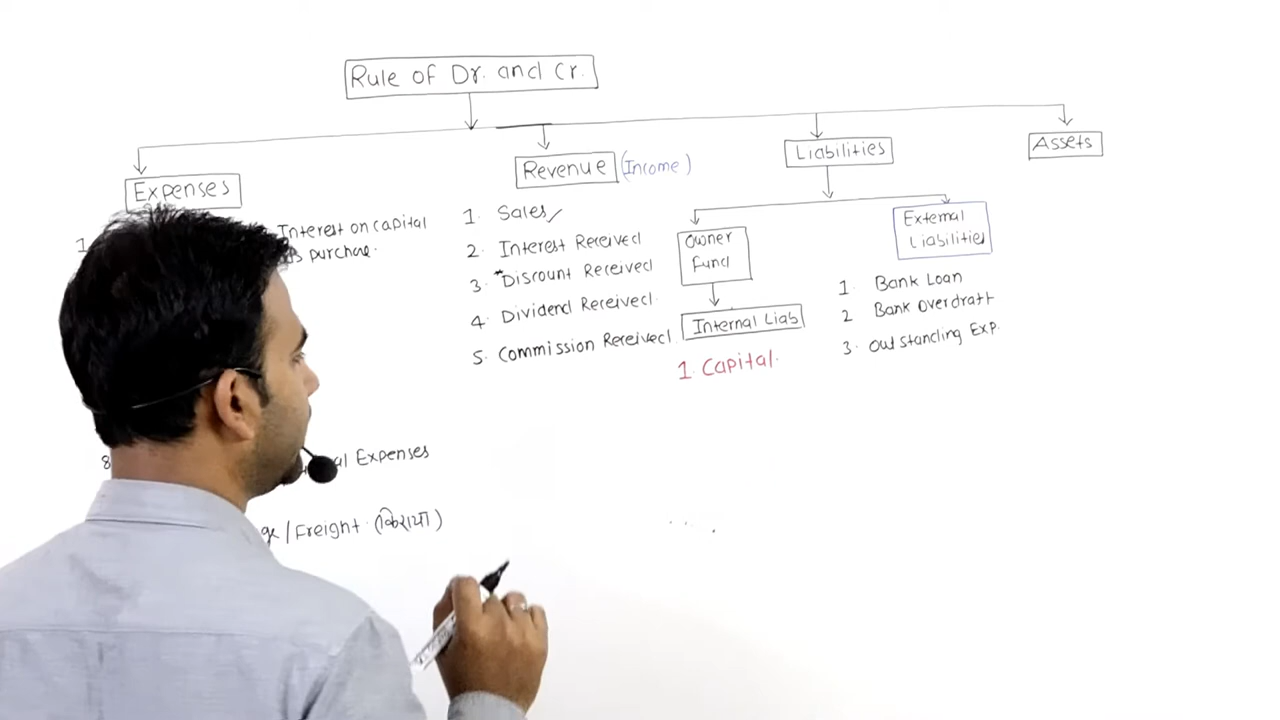 Rule of Dr. and Cr.
Expenses
1
Interest on capital
purchase.
8
Expenses
/Freight (किराया)
Revenue (Income)
1. Sales
2. Interest Received
3. *Discount Received
4. Dividend Received.
5. Commission Received.
Liabilities
Owner
Fund
Internal Liab
1. Capital.
External
Liabilities
1. Bank Loan
2 Bank Overdraft
3. Outstanding Exp.
Assets